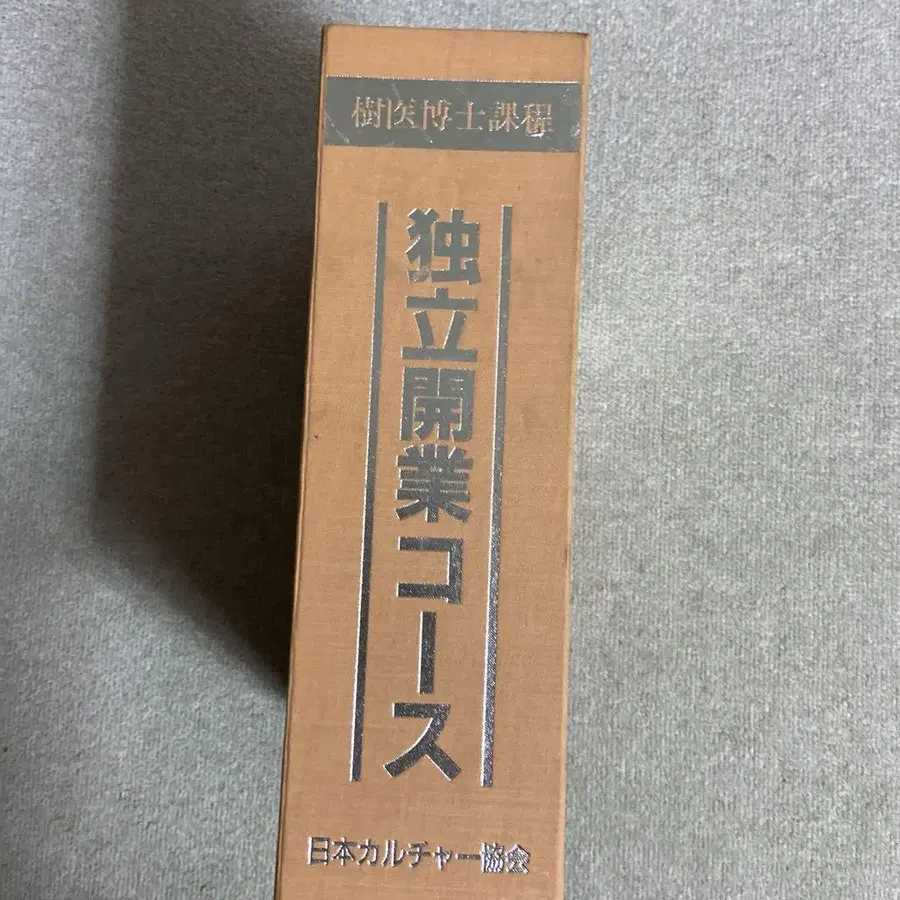 樹医博士課程
独立開業コース
日本カルチャー協会